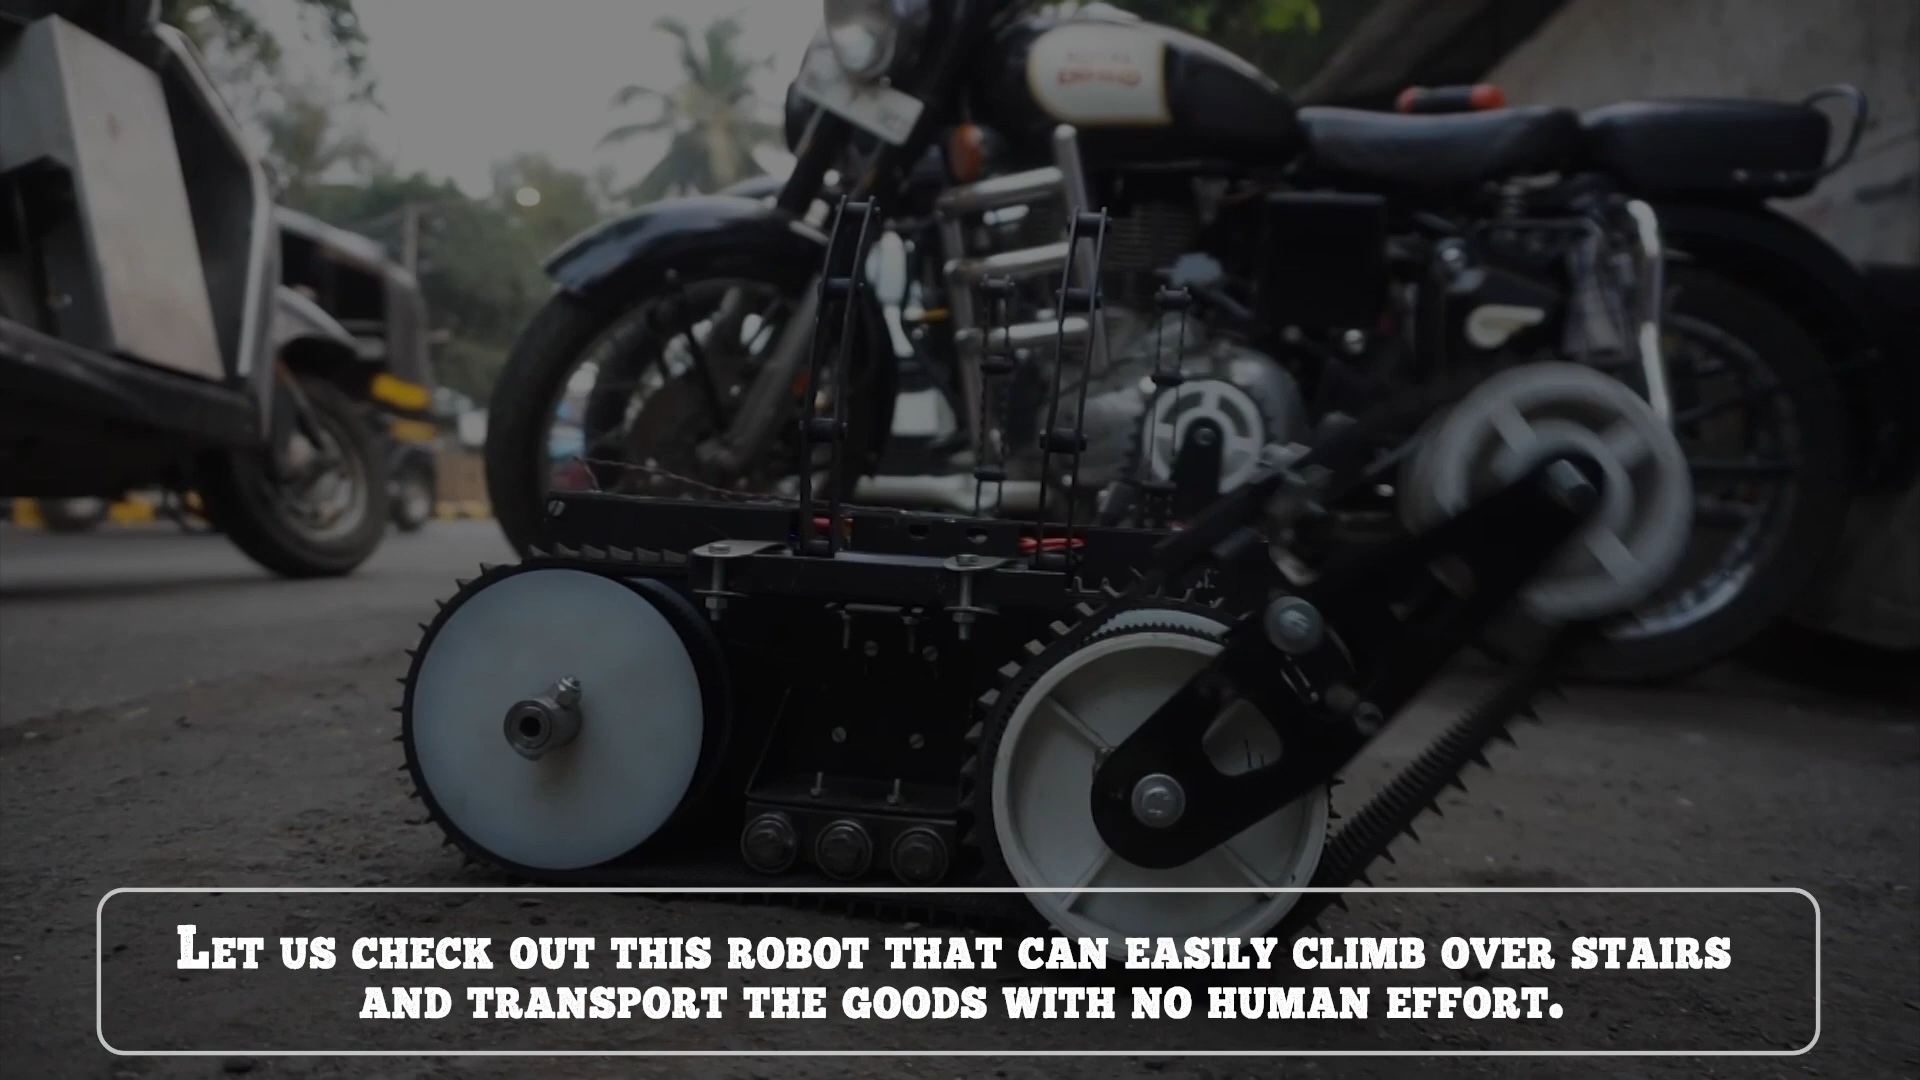 Let us check out this robot that can easily climb over stairs
and transport the goods with no human effort.